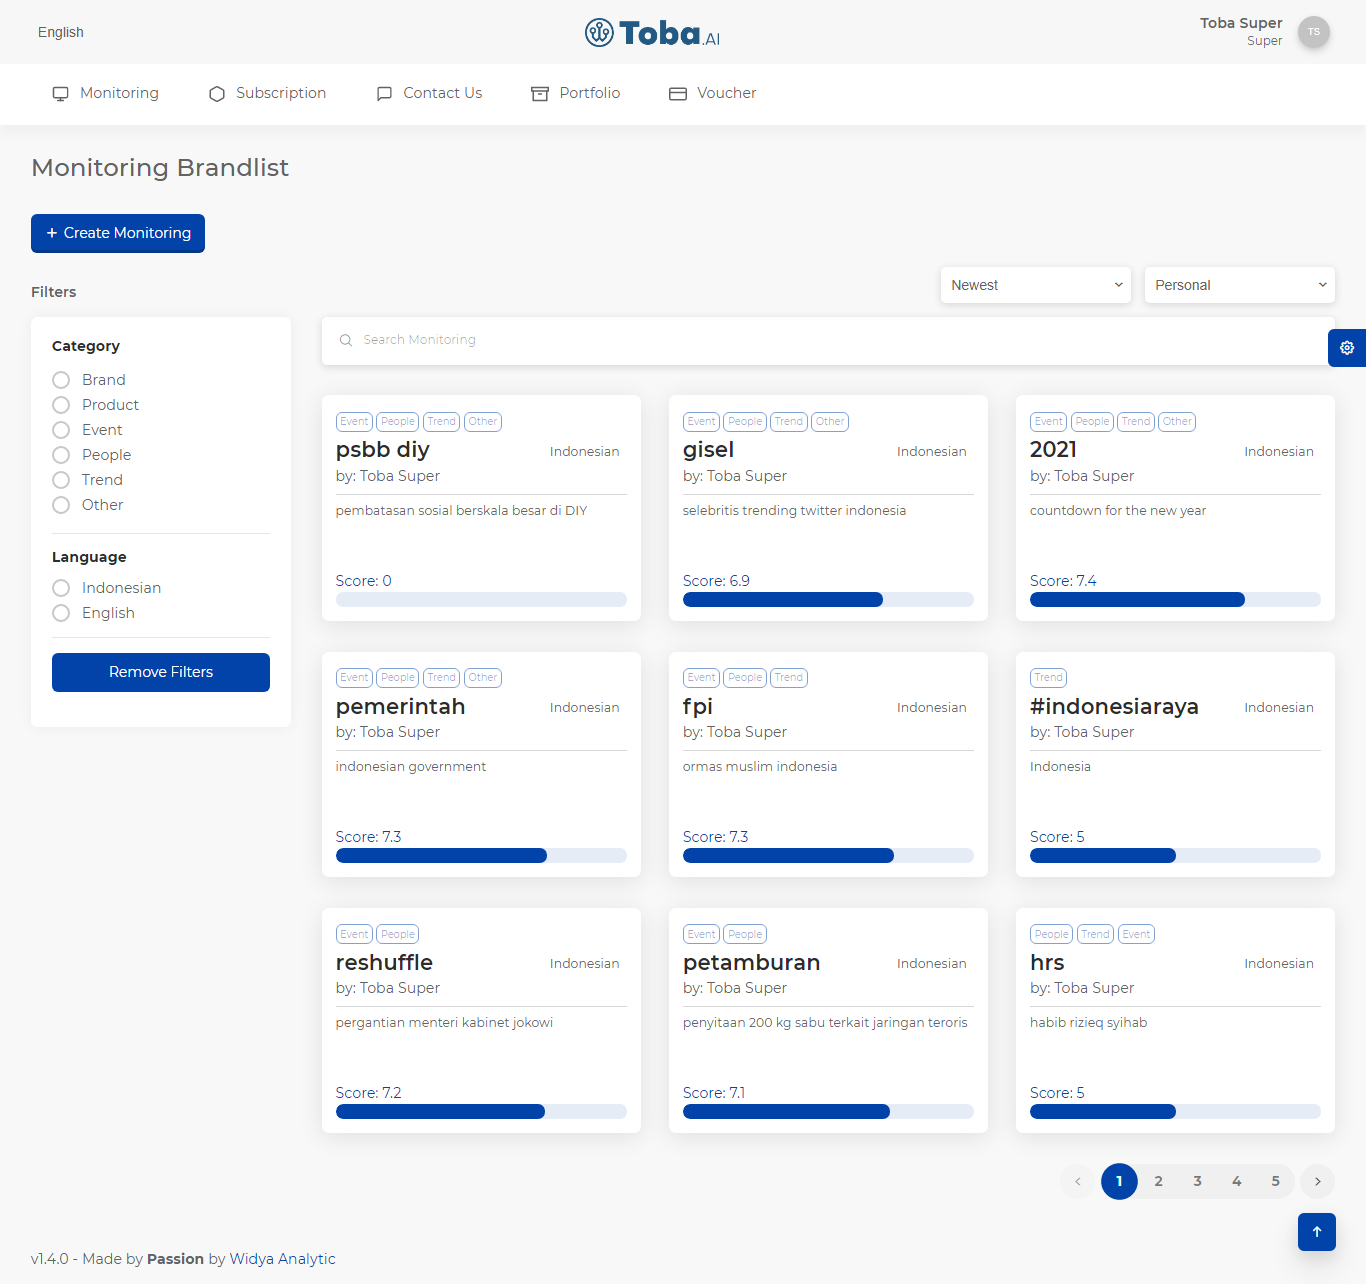 English
Toba.AI
Toba Super
Super
TS
Monitoring
Subscription
Contact Us
Portfolio
Voucher
Monitoring Brandlist
+ Create Monitoring
Filters
Newest
Personal
Category
Brand
Product
Event
People
Trend
Other
Language
Indonesian
English
Remove Filters
Search Monitoring
Event People Trend Other
psbb diy Indonesian
by: Toba Super
pembatasan sosial berskala besar di DIY
Score: 0
Event People Trend Other
gisel Indonesian
by: Toba Super
selebritis trending twitter indonesia
Score: 6.9
Event People Trend Other
2021 Indonesian
by: Toba Super
countdown for the new year
Score: 7.4
Event People Trend Other
pemerintah Indonesian
by: Toba Super
indonesian government
Score: 7.3
Event People Trend
fpi Indonesian
by: Toba Super
ormas muslim indonesia
Score: 7.3
Trend
#indonesiaraya Indonesian
by: Toba Super
Indonesia
Score: 5
Event People
reshuffle Indonesian
by: Toba Super
pergantian menteri kabinet jokowi
Score: 7.2
Event People
petamburan Indonesian
by: Toba Super
penyitaan 200 kg sabu terkait jaringan teroris
Score: 7.1
People Trend Event
hrs Indonesian
by: Toba Super
habib rizieq syihab
Score: 5
1 2 3 4 5
v1.4.0 - Made by Passion by Widya Analytic